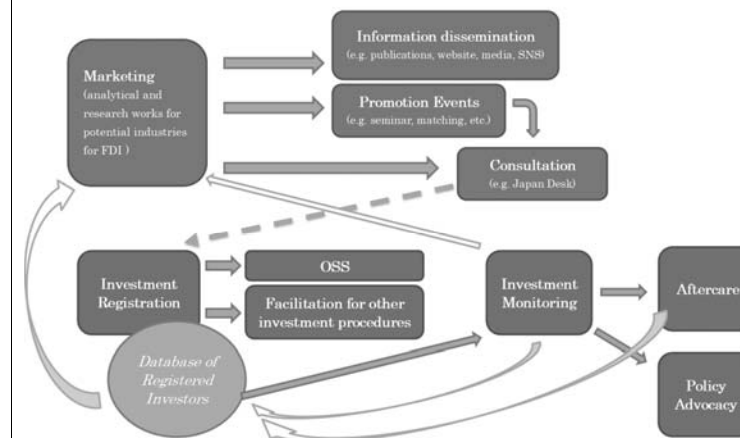 Information dissemination
(e.g. publications, website, media, SNS)
Marketing
(analytical and
research works for
potential industries
for FDI )
Promotion Events
(e.g. seminar, matching, etc.)
Consultation
(e.g. Japan Desk)
Investment
Registration
OSS
Facilitation for other
investment procedures
Investment
Monitoring
Aftercare
Database of
Registered
Investors
Policy
Advocacy